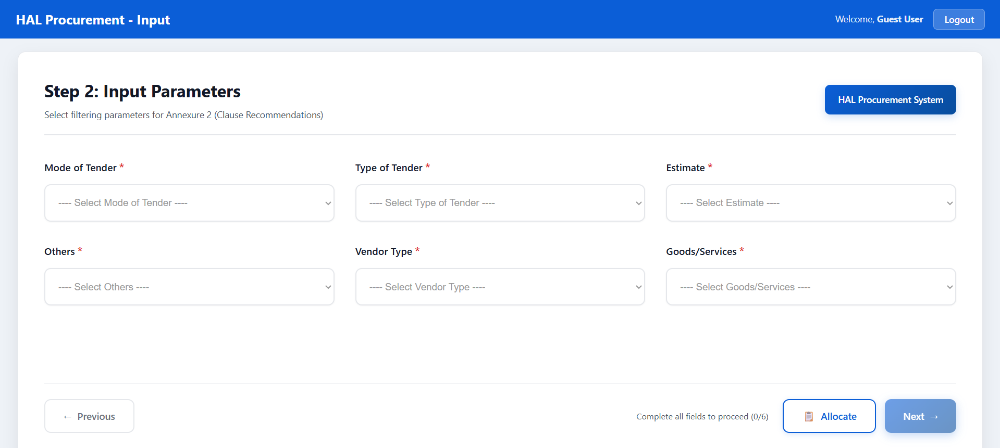 HAL Procurement - Input
Welcome, Guest User
Logout
Step 2: Input Parameters
Select filtering parameters for Annexure 2 (Clause Recommendations)
HAL Procurement System
Mode of Tender *
Type of Tender *
Estimate *
---- Select Mode of Tender ----
---- Select Type of Tender ----
---- Select Estimate ----
Others *
Vendor Type *
Goods/Services *
---- Select Others ----
---- Select Vendor Type ----
---- Select Goods/Services ----
← Previous
Complete all fields to proceed (0/6)
📋 Allocate
Next →